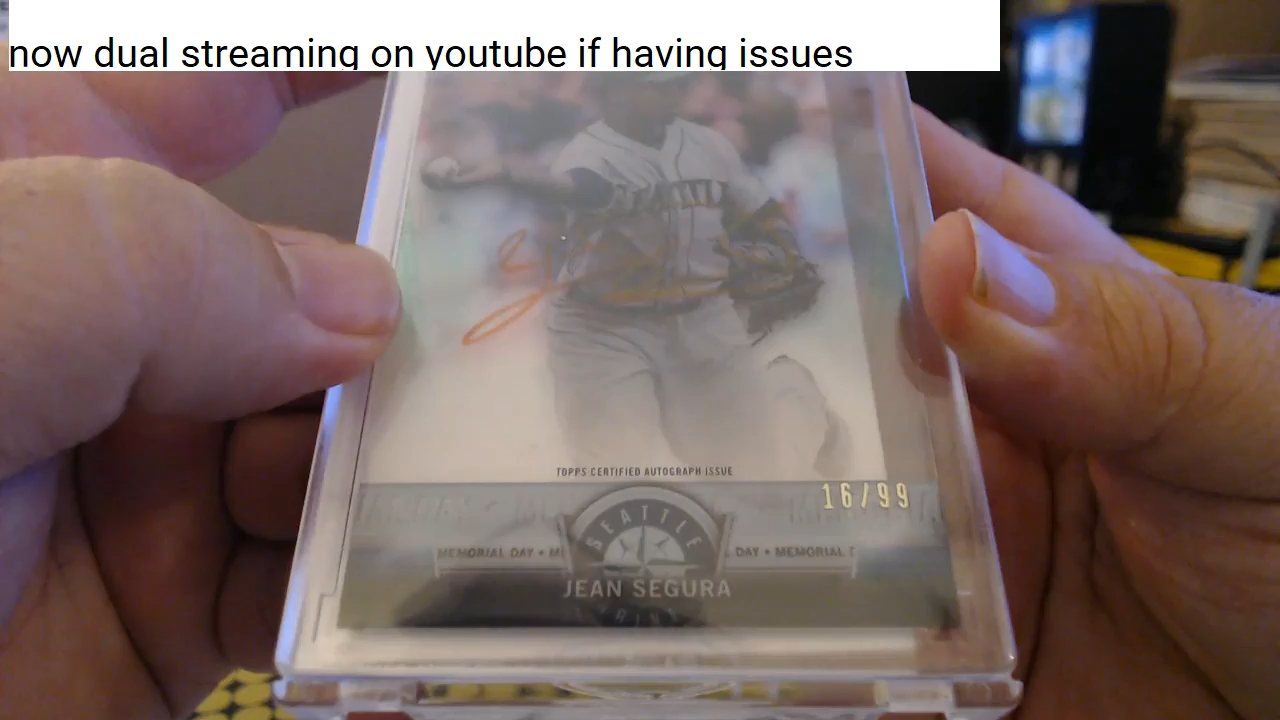 now dual streaming on youtube if having issues
SEATTLE
TOPPS CERTIFIED AUTOGRAPH ISSUE
16/99
SEATTLE
MEMORIAL DAY • M
DAY • MEMORIAL
JEAN SEGURA